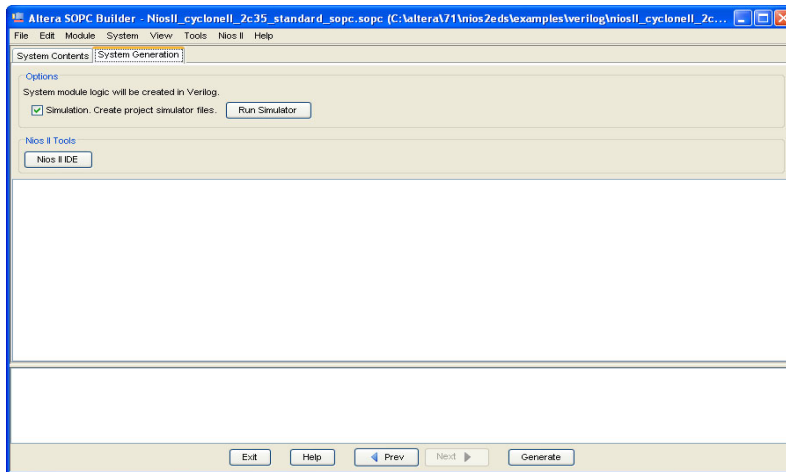 Altera SOPC Builder - NiosII_cycloneII_2c35_standard_sopc.sopc (C:\altera\71\nios2eds\examples\verilog\niosII_cycloneII_2c...
File Edit Module System View Tools Nios II Help
System Contents System Generation
Options
System module logic will be created in Verilog.
Simulation. Create project simulator files. Run Simulator
Nios II Tools
Nios II IDE
Exit Help Prev Next Generate